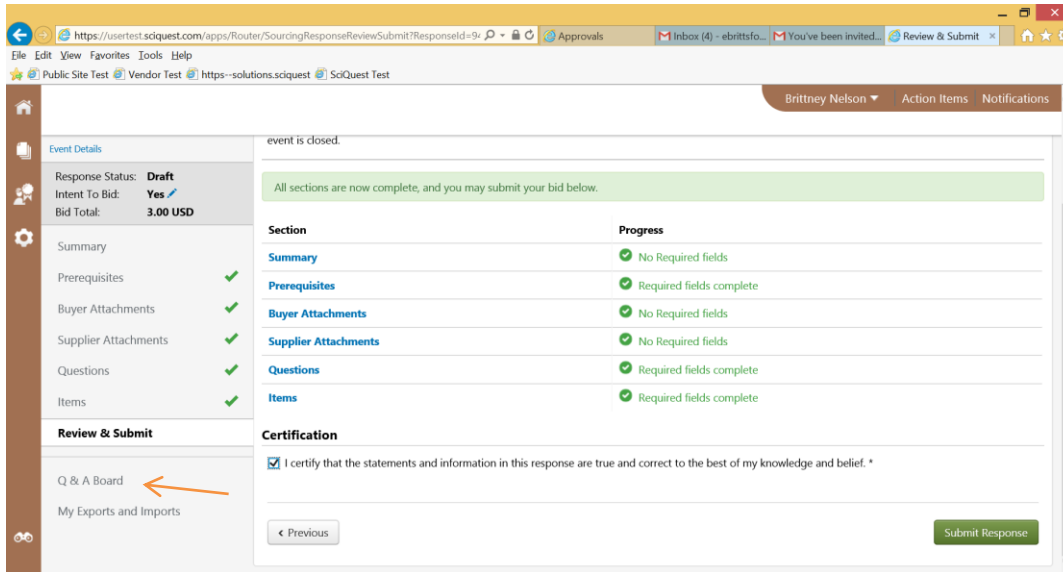 https://usertest.sciquest.com/apps/Router/SourcingResponseReviewSubmit?ResponseId=94
Approvals
Inbox (4) - ebrittsfo...
You've been invited...
Review & Submit
File Edit View Favorites Tools Help
Public Site Test Vendor Test https--solutions.sciquest SciQuest Test
Brittney Nelson Action Items Notifications
Event Details
event is closed.
Response Status: Draft
Intent To Bid: Yes
Bid Total: 3.00 USD
All sections are now complete, and you may submit your bid below.
Summary
Prerequisites
Buyer Attachments
Supplier Attachments
Questions
Items
Review & Submit
Q & A Board
My Exports and Imports
Section Progress
Summary No Required fields
Prerequisites Required fields complete
Buyer Attachments No Required fields
Supplier Attachments No Required fields
Questions Required fields complete
Items Required fields complete
Certification
I certify that the statements and information in this response are true and correct to the best of my knowledge and belief. *
Previous
Submit Response